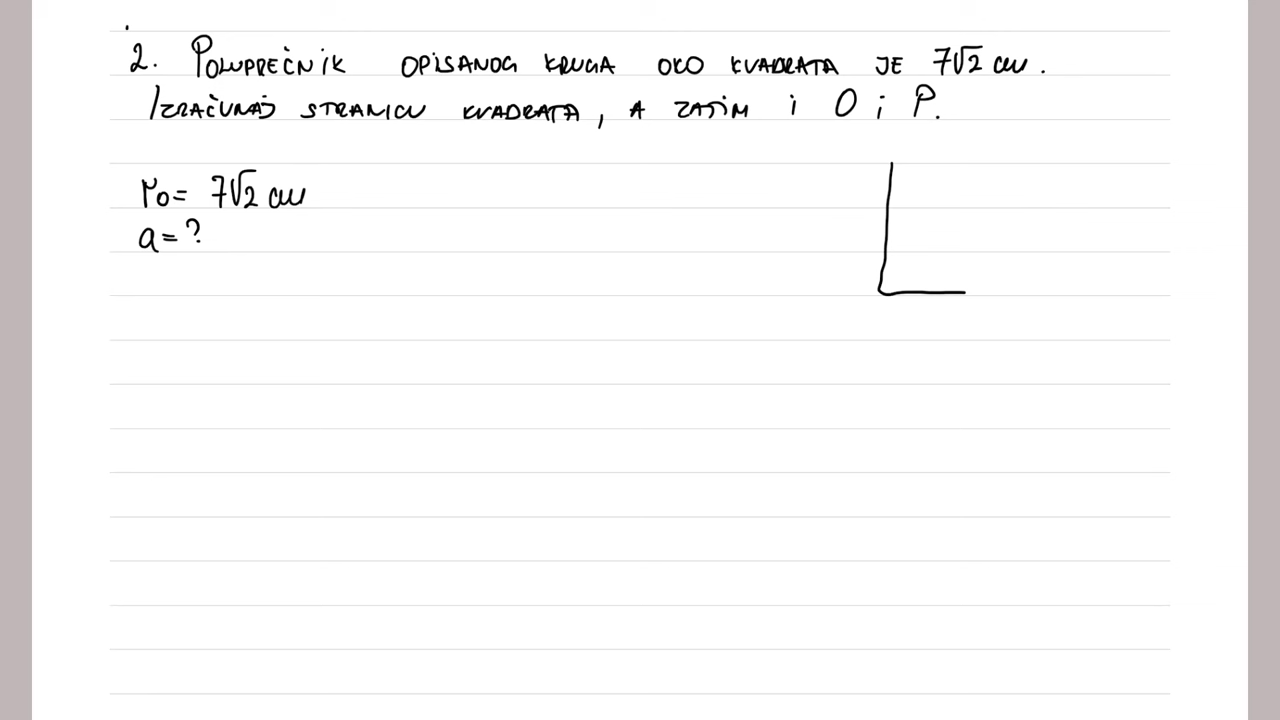 2. POLUPREČNIK OPISANOG KRUGA OKO KVADRATA JE 7√2 cm.
IZRAČUNAJ STRANICU KVADRATA, A ZATIM i O i P.
r₀ = 7√2 cm
a = ?